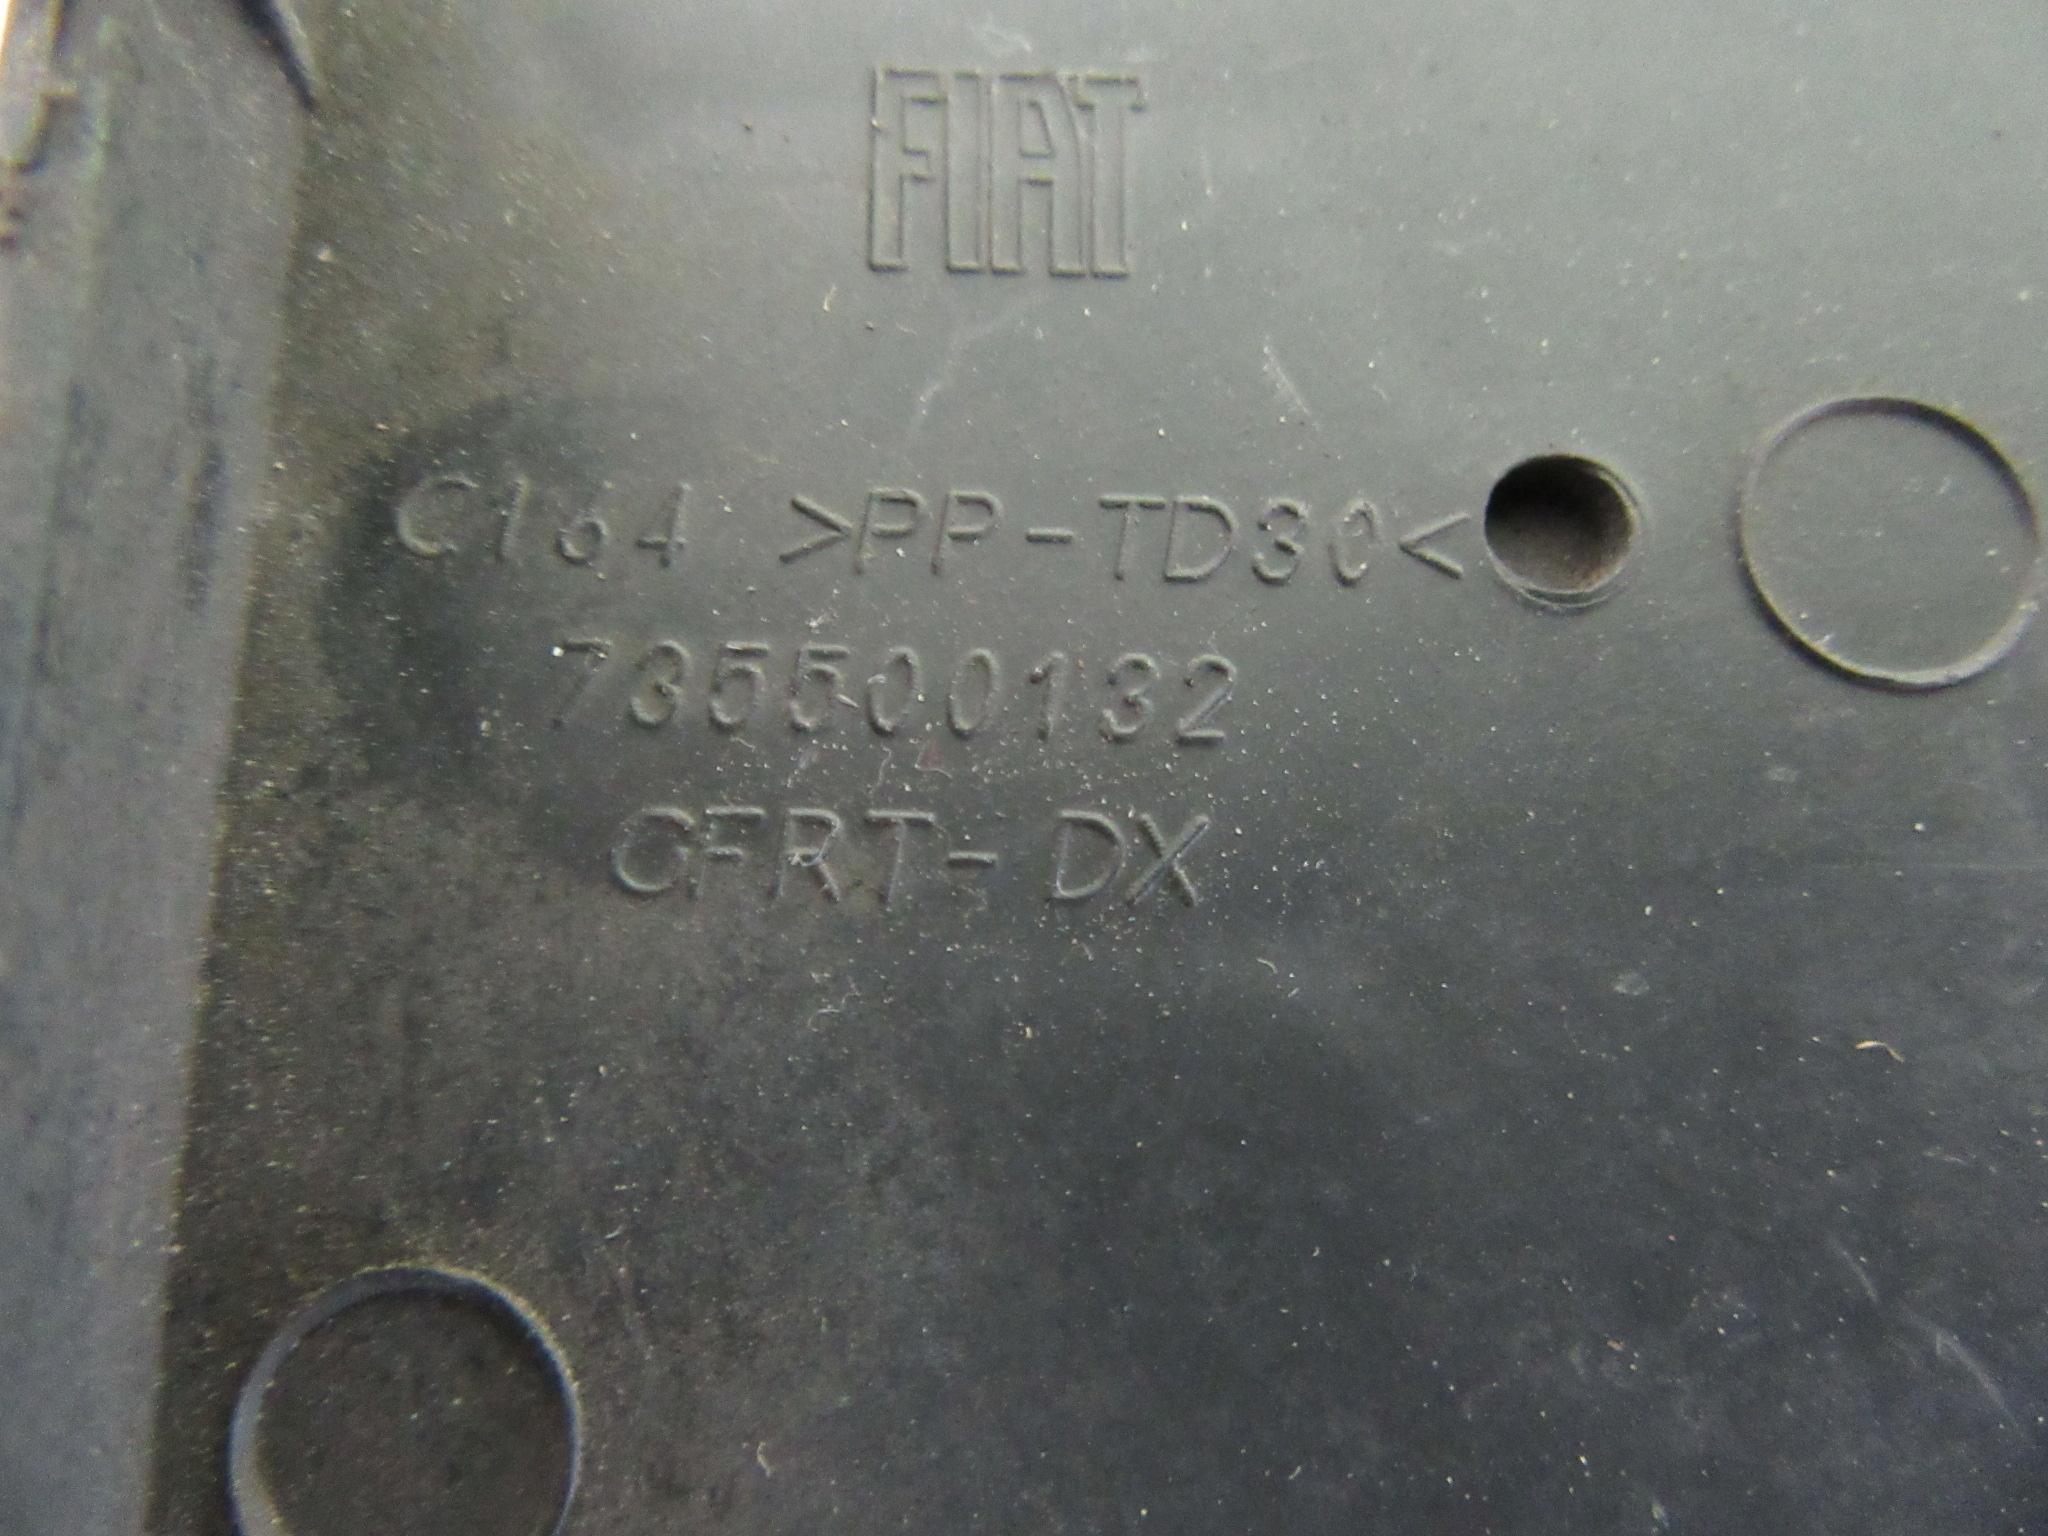 FIAT
C164 >PP-TD30<
735500132
CFRT-DX